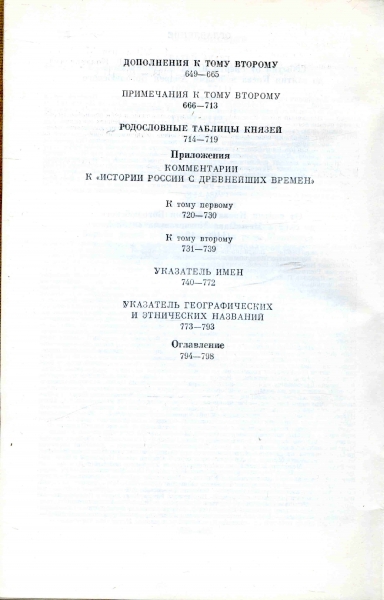 ДОПОЛНЕНИЯ К ТОМУ ВТОРОМУ
649—665
ПРИМЕЧАНИЯ К ТОМУ ВТОРОМУ
666—713
РОДОСЛОВНЫЕ ТАБЛИЦЫ КНЯЗЕЙ
714—719
Приложения
КОММЕНТАРИИ
К «ИСТОРИИ РОССИИ С ДРЕВНЕЙШИХ ВРЕМЕН»
К тому первому
720—730
К тому второму
731—739
УКАЗАТЕЛЬ ИМЕН
740—772
УКАЗАТЕЛЬ ГЕОГРАФИЧЕСКИХ
И ЭТНИЧЕСКИХ НАЗВАНИЙ
773—793
Оглавление
794—798